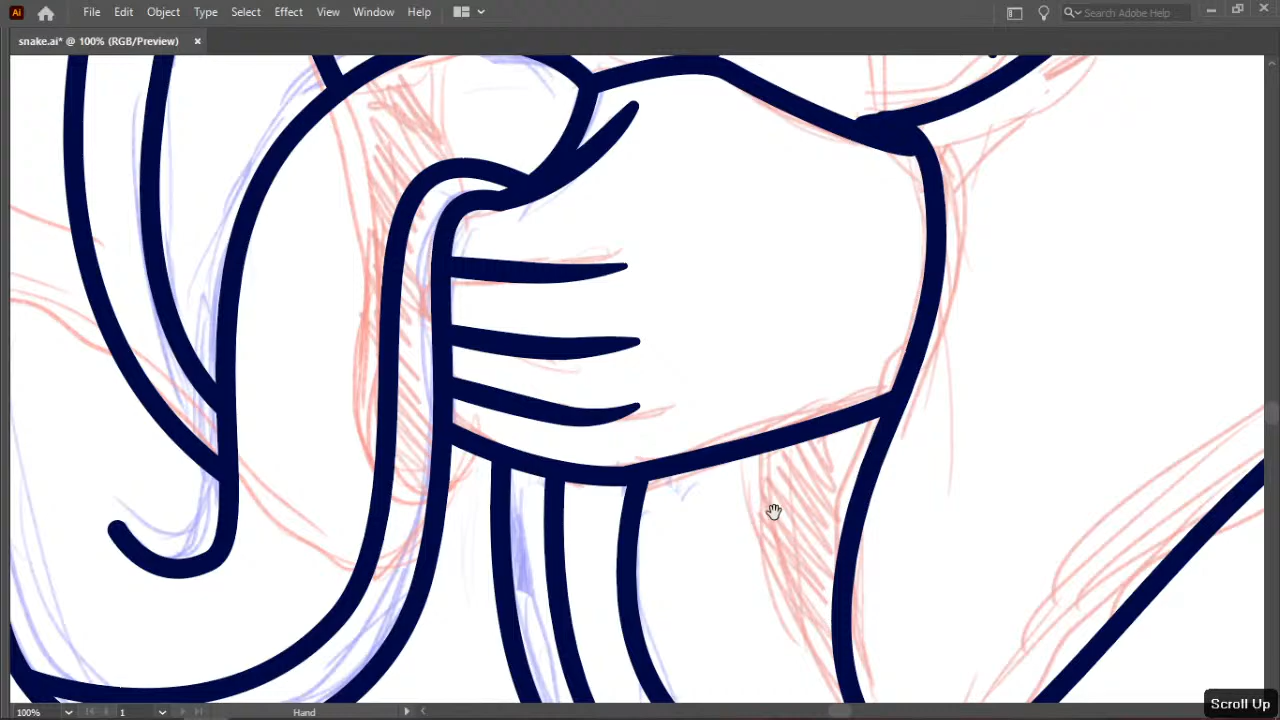 Ai File Edit Object Type Select Effect View Window Help Search Adobe Help
snake.ai* @ 100% (RGB/Preview) ×
100% 1 Hand
Scroll Up